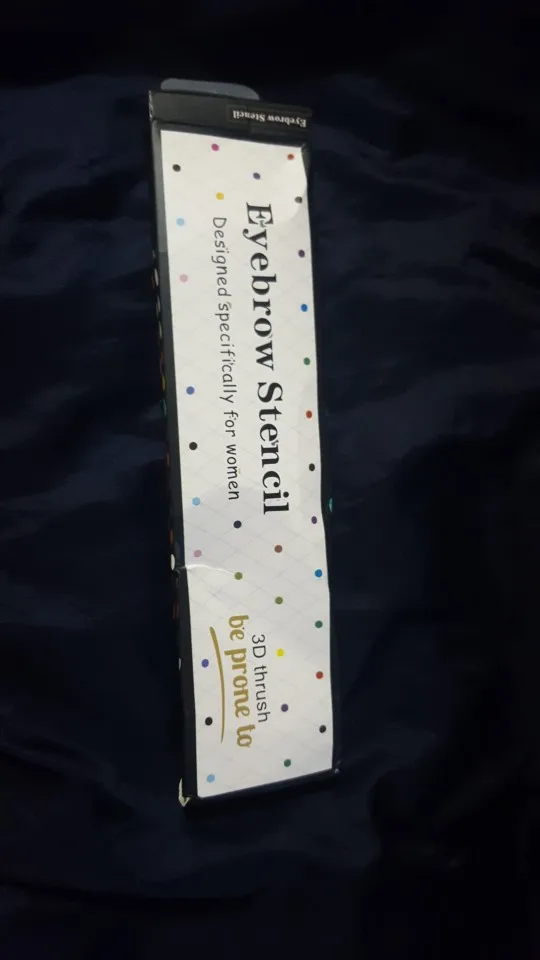 Eyebrow Stencil
Eyebrow Stencil
Designed specifically for women
3D thrush
be prone to